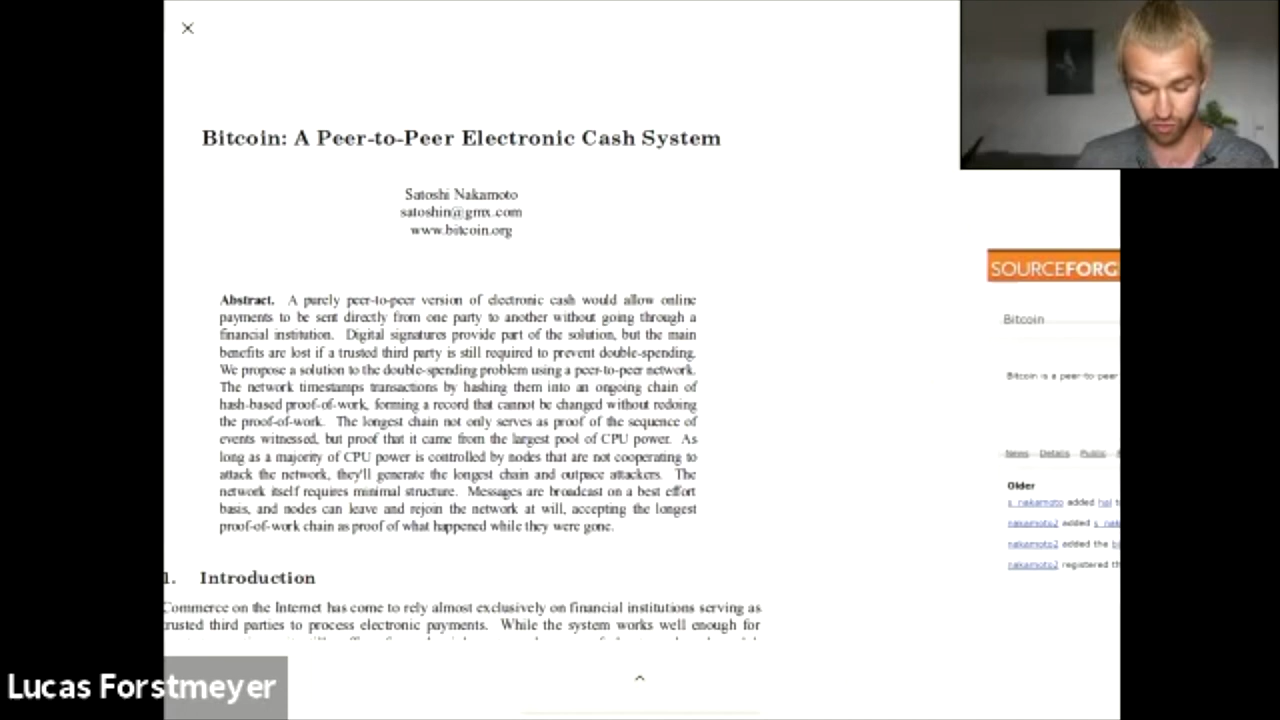 Bitcoin: A Peer-to-Peer Electronic Cash System
Satoshi Nakamoto
satoshin@gmx.com
www.bitcoin.org
Abstract. A purely peer-to-peer version of electronic cash would allow online
payments to be sent directly from one party to another without going through a
financial institution. Digital signatures provide part of the solution, but the main
benefits are lost if a trusted third party is still required to prevent double-spending.
We propose a solution to the double-spending problem using a peer-to-peer network.
The network timestamps transactions by hashing them into an ongoing chain of
hash-based proof-of-work, forming a record that cannot be changed without redoing
the proof-of-work. The longest chain not only serves as proof of the sequence of
events witnessed, but proof that it came from the largest pool of CPU power. As
long as a majority of CPU power is controlled by nodes that are not cooperating to
attack the network, they'll generate the longest chain and outpace attackers. The
network itself requires minimal structure. Messages are broadcast on a best effort
basis, and nodes can leave and rejoin the network at will, accepting the longest
proof-of-work chain as proof of what happened while they were gone.
1. Introduction
Commerce on the Internet has come to rely almost exclusively on financial institutions serving as
trusted third parties to process electronic payments. While the system works well enough for
SOURCEFORG
Bitcoin
Bitcoin is a peer-to-peer
News Details Public
Older
s_nakamoto added hal t
nakamoto2 added s_nak
nakamoto2 added the bi
nakamoto2 registered th
Lucas Forstmeyer